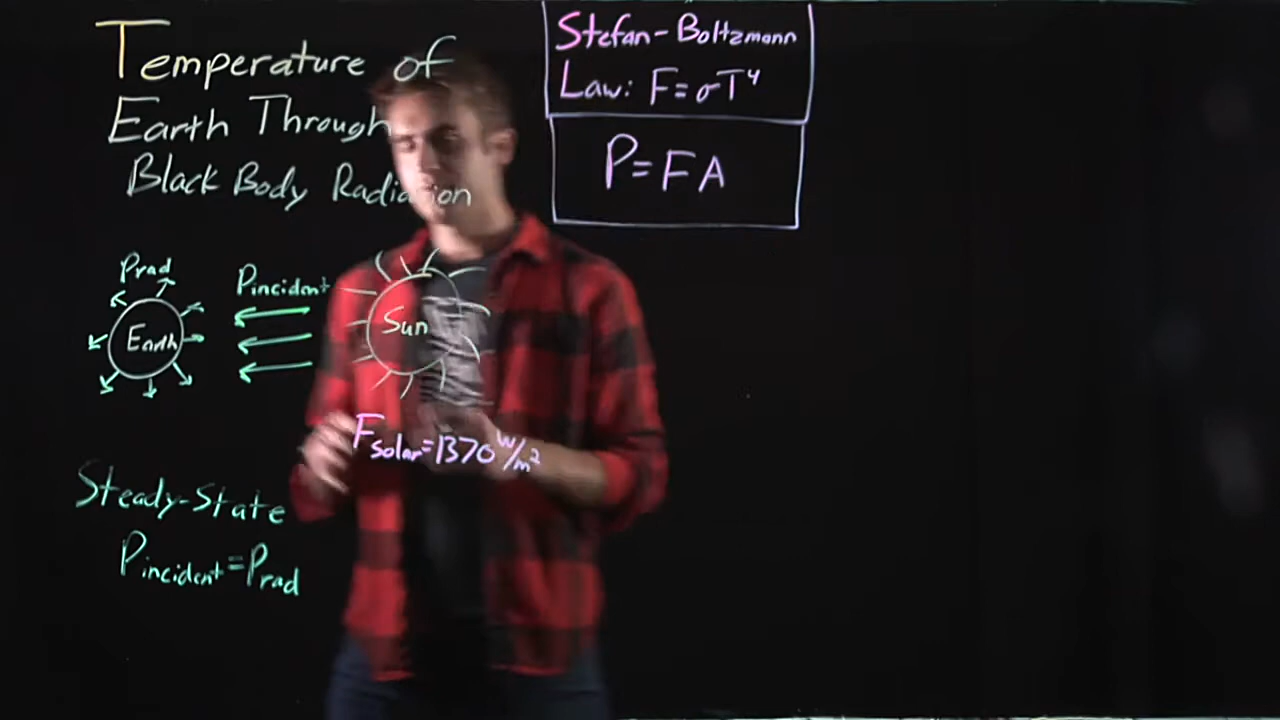 Temperature of
Earth Through
Black Body Radiation
Stefan-Boltzmann
Law: F=σT⁴
P=FA
Prad
Pincident
Earth
Sun
Fsolar=1370 W/m²
Steady-State
Pincident=Prad